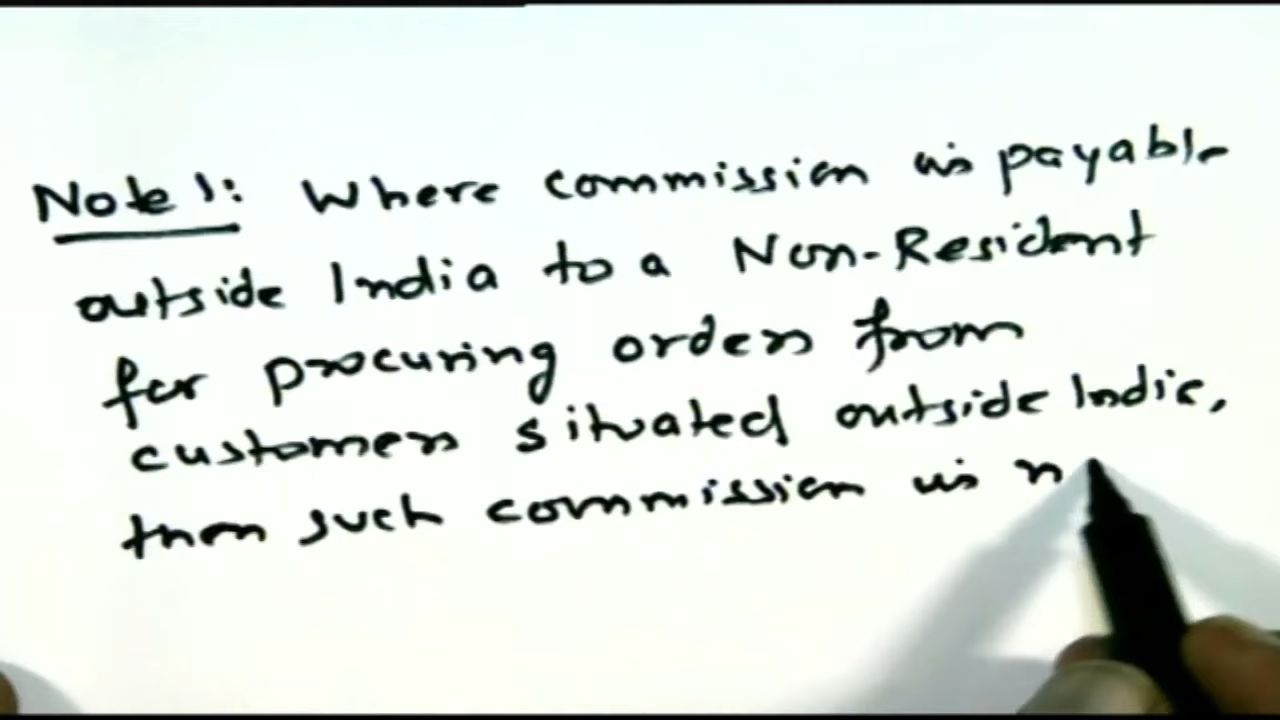 Note 1: Where commission is payable
outside India to a Non-Resident
for procuring orders from
customers situated outside India,
then such commission is n